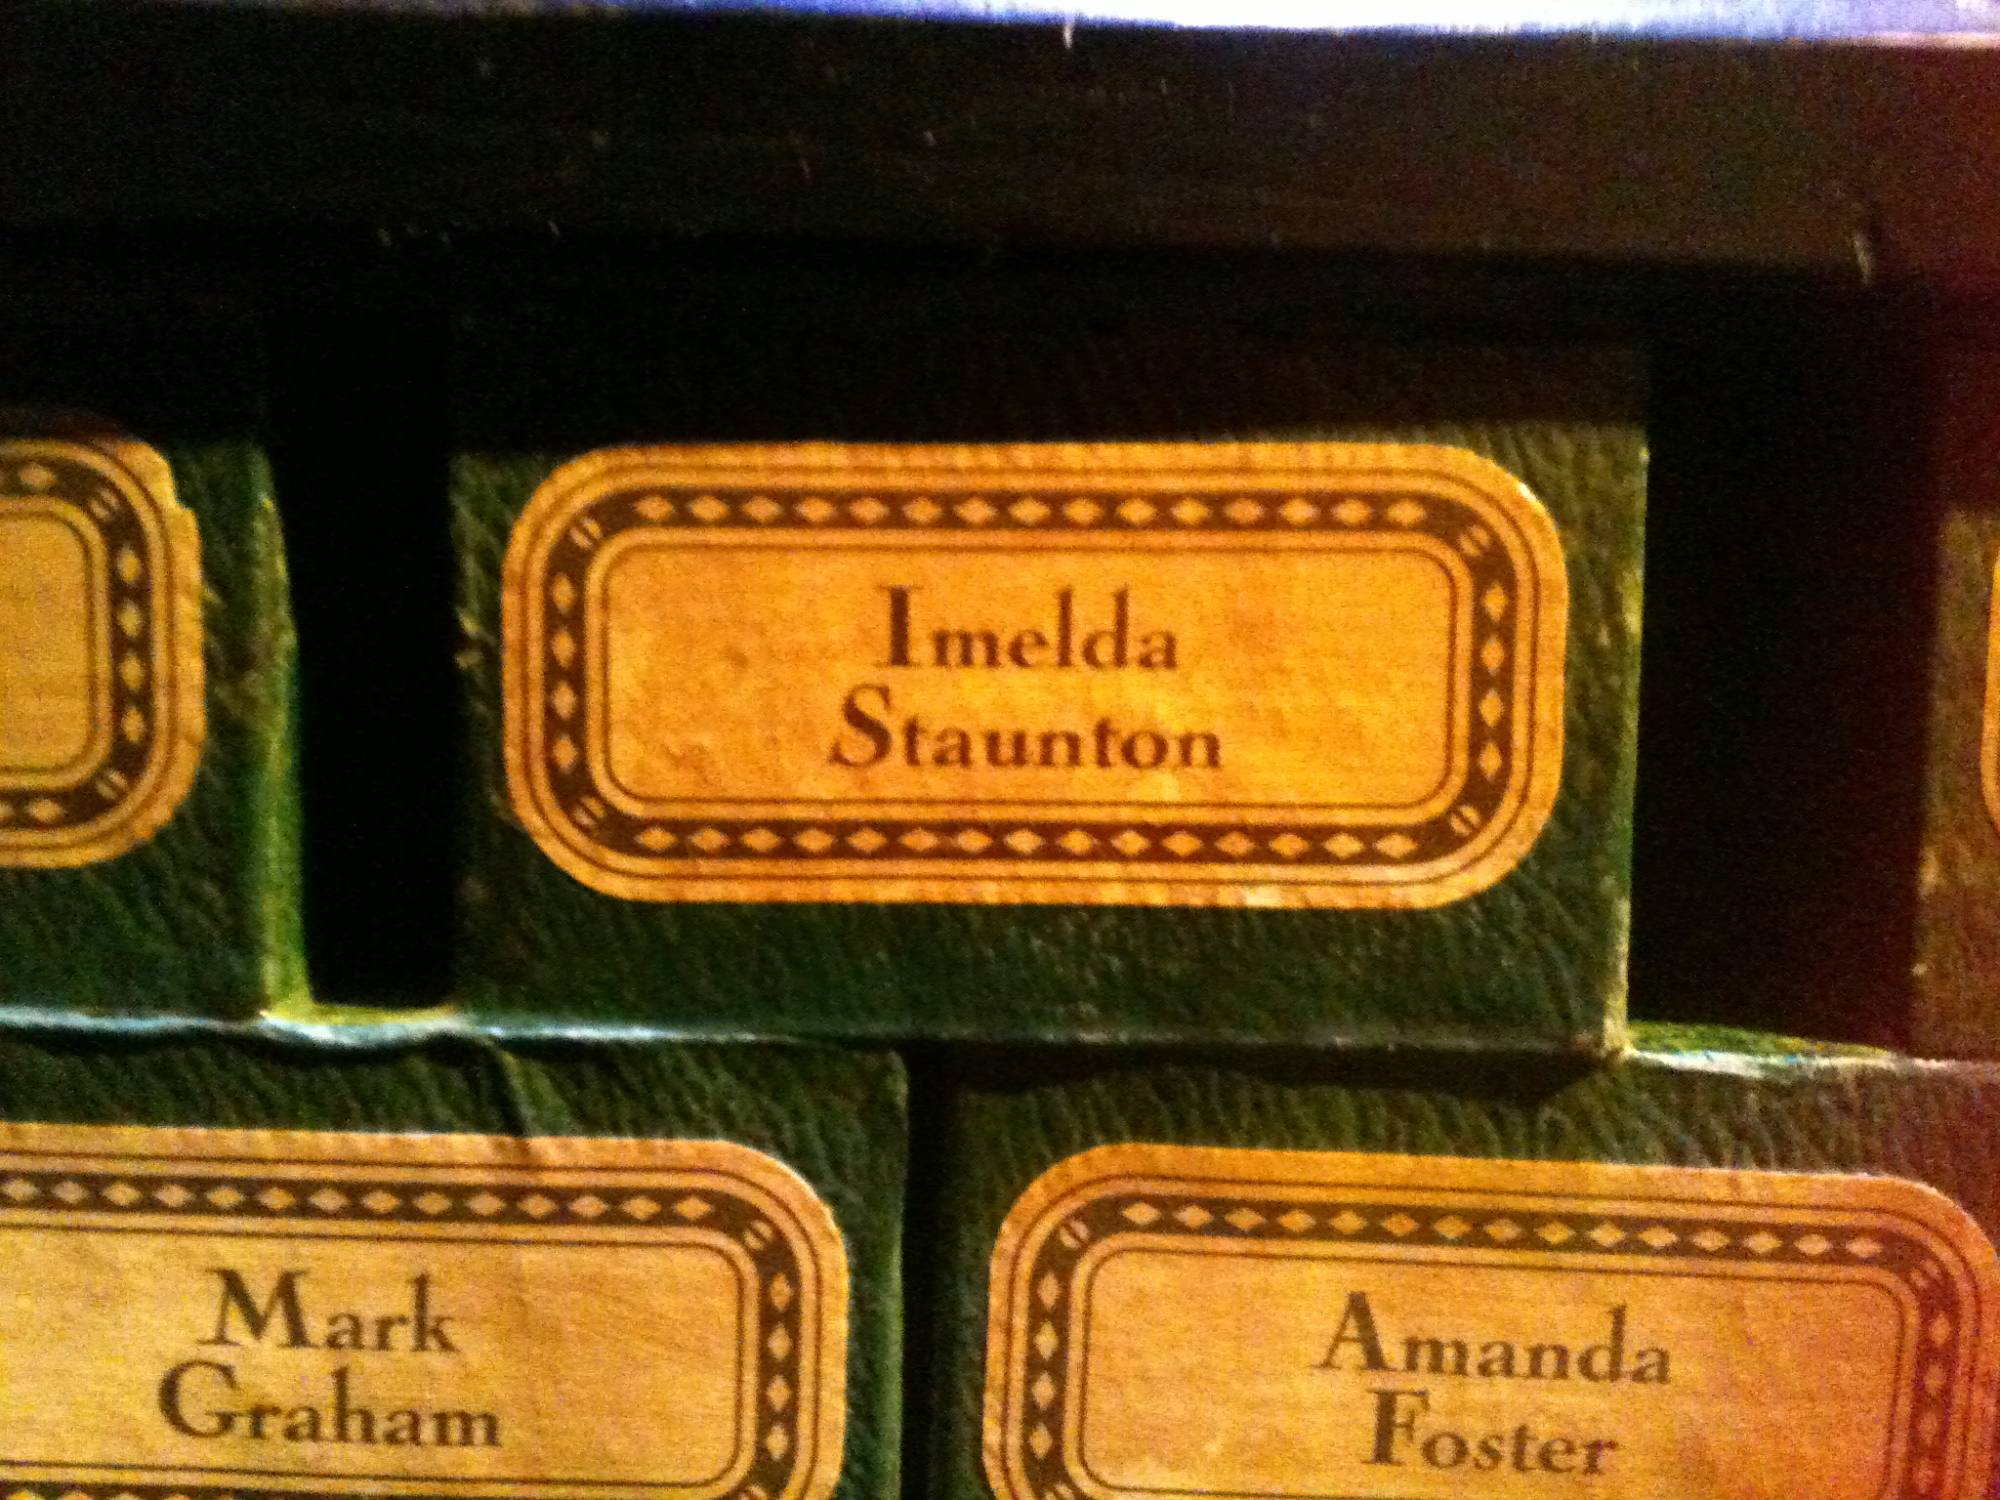 Imelda
Staunton
Mark
Graham
Amanda
Foster